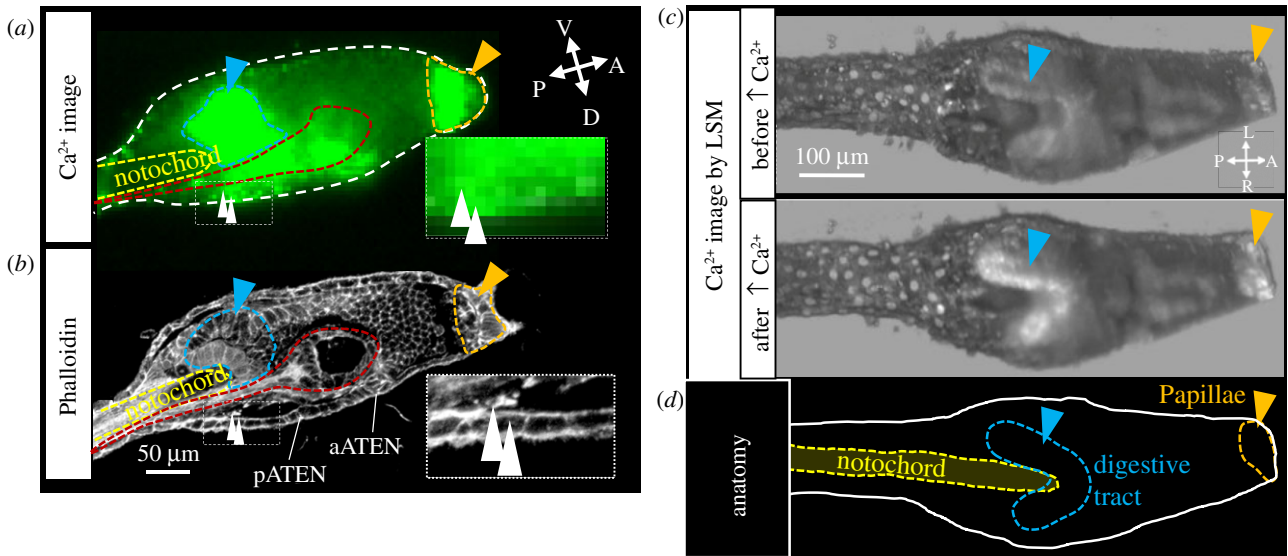 (a)
Ca²⁺ image
V
A
P
D
notochord
(b)
Phalloidin
notochord
50 µm
pATEN
aATEN
(c)
Ca²⁺ image by LSM
before ↑ Ca²⁺
100 µm
L
P
A
R
after ↑ Ca²⁺
(d)
anatomy
notochord
digestive
tract
Papillae